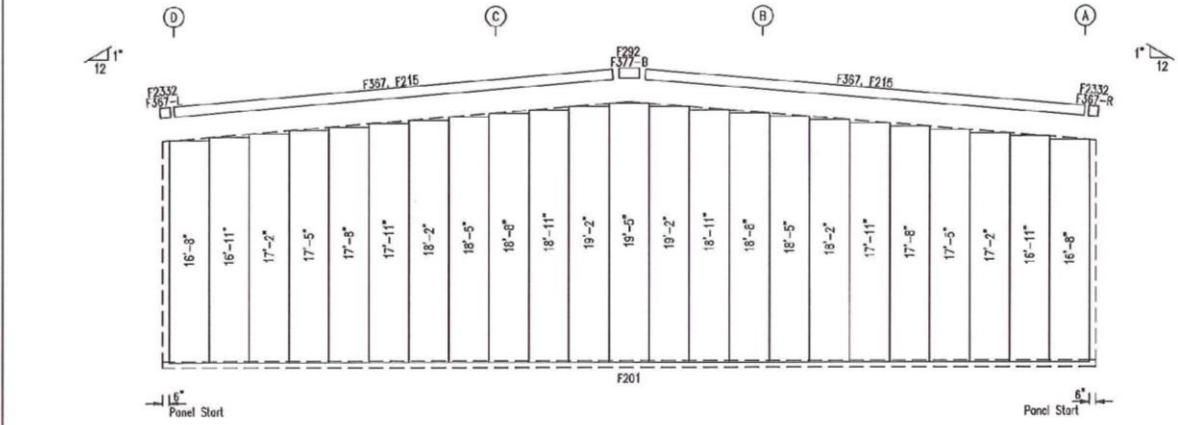 D
C
B
A
1"
12
1"
12
F292
F377-B
F367, F215
F367, F215
F2332
F367-L
F2332
F367-R
16'-8"
16'-11"
17'-2"
17'-5"
17'-8"
17'-11"
18'-2"
18'-5"
18'-8"
18'-11"
19'-2"
19'-5"
19'-2"
18'-11"
18'-8"
18'-5"
18'-2"
17'-11"
17'-8"
17'-5"
17'-2"
16'-11"
16'-8"
F201
6"
Panel Start
6"
Panel Start